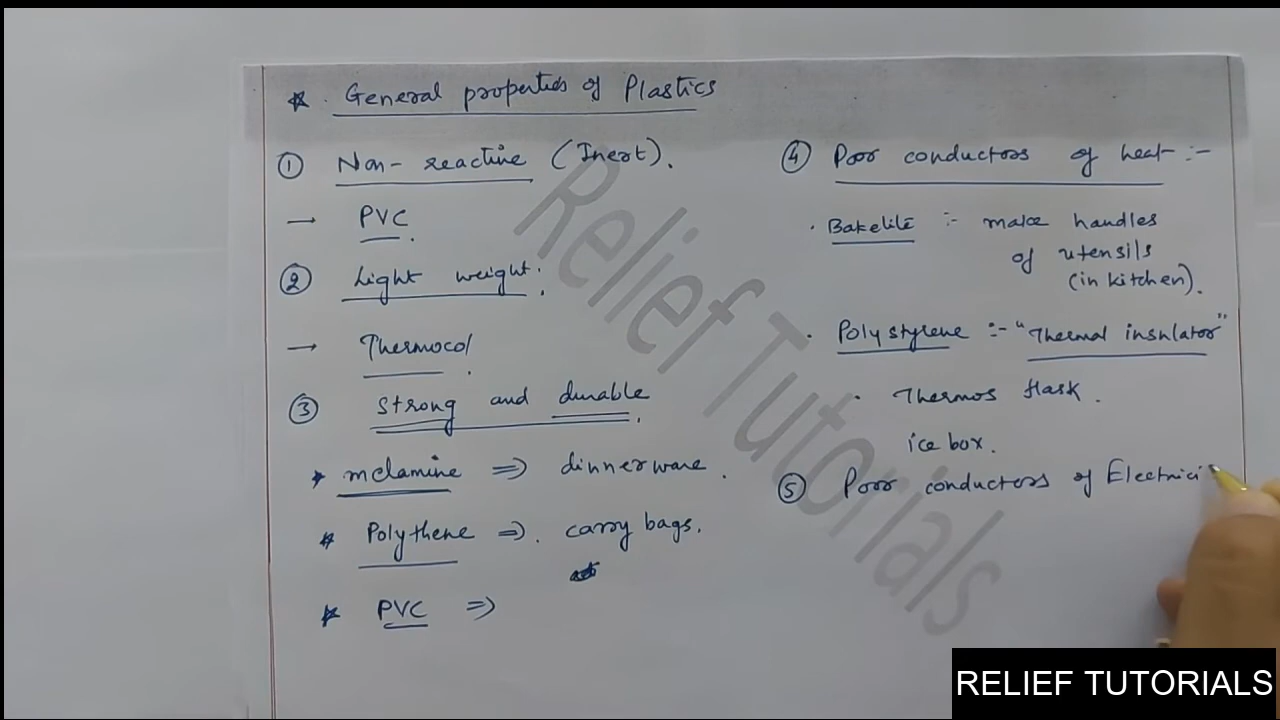 * General properties of Plastics
① Non-reactive (Inert).
→ PVC.
② Light weight:
→ Thermocol.
③ Strong and durable.
* melamine ⇒ dinnerware.
* Polythene ⇒ carry bags.
* PVC ⇒
④ Poor conductors of heat :-
· Bakelite :- make handles
of utensils
(in kitchen).
· Polystyrene :- "Thermal insulator"
· Thermos flask.
ice box.
⑤ Poor conductors of Electrici
Relief Tutorials
RELIEF TUTORIALS